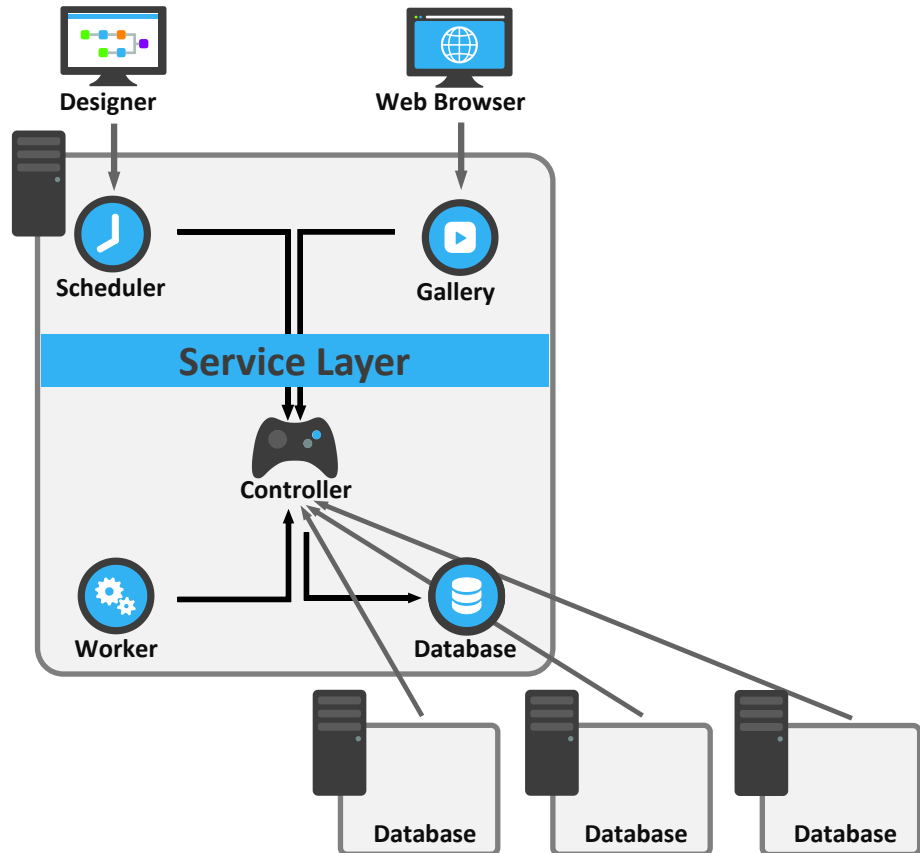 Designer
Web Browser
Scheduler
Gallery
Service Layer
Controller
Worker
Database
Database
Database
Database